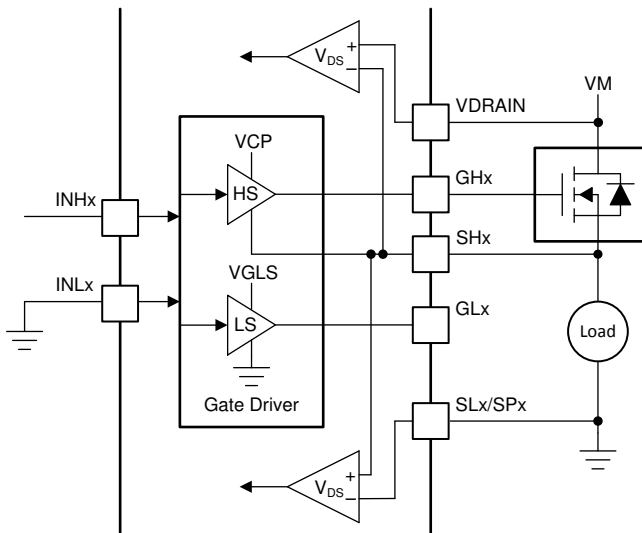 VDS
+
−
VM
VDRAIN
VCP
INHx
HS
GHx
SHx
INLx
VGLS
LS
GLx
Load
Gate Driver
SLx/SPx
VDS
+
−